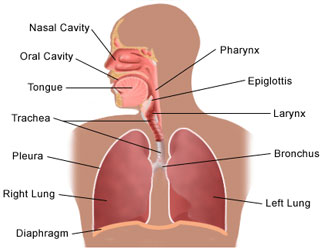 Nasal Cavity
Oral Cavity
Tongue
Trachea
Pleura
Right Lung
Diaphragm
Pharynx
Epiglottis
Larynx
Bronchus
Left Lung